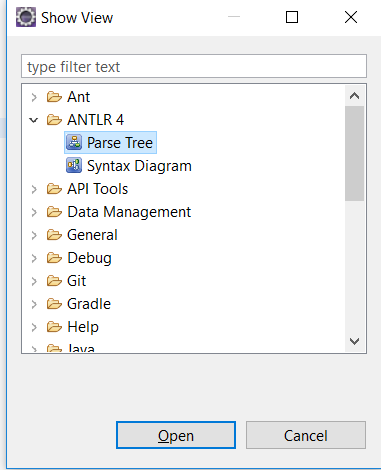 Show View
type filter text
Ant
ANTLR 4
Parse Tree
Syntax Diagram
API Tools
Data Management
General
Debug
Git
Gradle
Help
Java
Open
Cancel